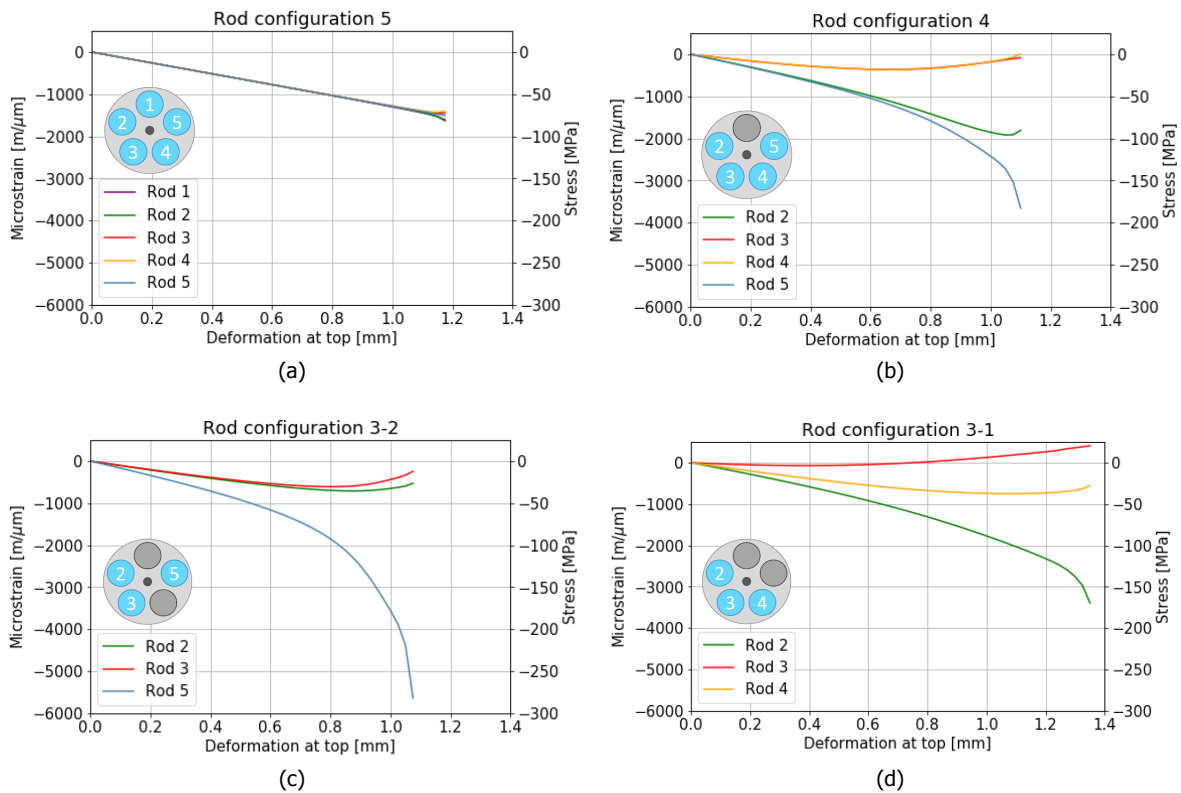 Rod configuration 5
0
−1000
−2000
−3000
−4000
−5000
−6000
Microstrain [m/μm]
0
−50
−100
−150
−200
−250
−300
Stress [MPa]
1
2 5
3 4
Rod 1
Rod 2
Rod 3
Rod 4
Rod 5
0.0 0.2 0.4 0.6 0.8 1.0 1.2 1.4
Deformation at top [mm]
(a)
Rod configuration 4
0
−1000
−2000
−3000
−4000
−5000
−6000
Microstrain [m/μm]
0
−50
−100
−150
−200
−250
−300
Stress [MPa]
2 5
3 4
Rod 2
Rod 3
Rod 4
Rod 5
0.0 0.2 0.4 0.6 0.8 1.0 1.2 1.4
Deformation at top [mm]
(b)
Rod configuration 3-2
0
−1000
−2000
−3000
−4000
−5000
−6000
Microstrain [m/μm]
0
−50
−100
−150
−200
−250
−300
Stress [MPa]
2 5
3
Rod 2
Rod 3
Rod 5
0.0 0.2 0.4 0.6 0.8 1.0 1.2 1.4
Deformation at top [mm]
(c)
Rod configuration 3-1
0
−1000
−2000
−3000
−4000
−5000
−6000
Microstrain [m/μm]
0
−50
−100
−150
−200
−250
−300
Stress [MPa]
2
3 4
Rod 2
Rod 3
Rod 4
0.0 0.2 0.4 0.6 0.8 1.0 1.2 1.4
Deformation at top [mm]
(d)